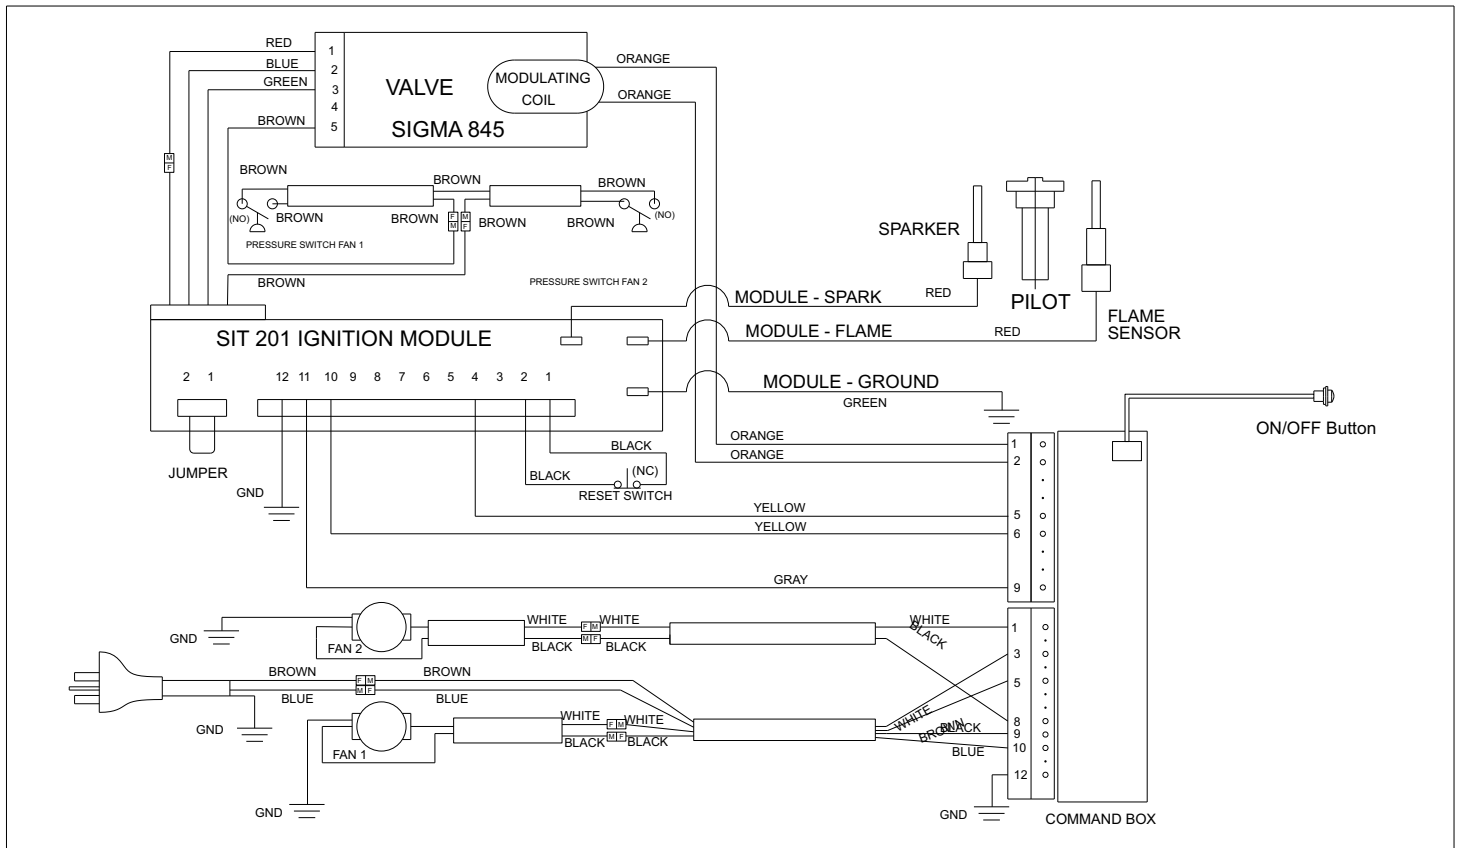 RED
1
BLUE
2
GREEN
3
4
BROWN
5
VALVE
SIGMA 845
MODULATING
COIL
ORANGE
ORANGE
M
F
BROWN
BROWN
BROWN
(NO)
BROWN
BROWN
F
M
M
F
BROWN
BROWN
(NO)
PRESSURE SWITCH FAN 1
BROWN
PRESSURE SWITCH FAN 2
SPARKER
RED
PILOT
FLAME
SENSOR
MODULE - SPARK
MODULE - FLAME
RED
MODULE - GROUND
GREEN
SIT 201 IGNITION MODULE
2 1
12 11 10 9 8 7 6 5 4 3 2 1
JUMPER
GND
BLACK
BLACK
(NC)
RESET SWITCH
ORANGE
ORANGE
YELLOW
YELLOW
GRAY
1
2
5
6
9
ON/OFF Button
GND
FAN 2
WHITE
F M
WHITE
BLACK
M F
BLACK
WHITE
BLACK
BROWN
F M
BROWN
BLUE
M F
BLUE
GND
FAN 1
WHITE
F M
WHITE
BLACK
M F
BLACK
WHITE
BROWN
BLACK
BLUE
GND
1
3
5
8
9
10
12
GND
COMMAND BOX